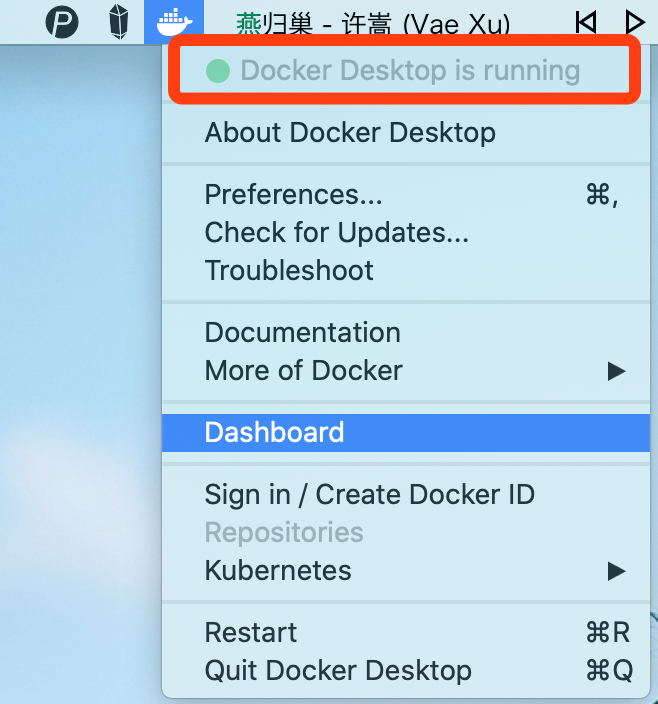 燕归巢 - 许嵩 (Vae Xu)
Docker Desktop is running
About Docker Desktop
Preferences... ⌘,
Check for Updates...
Troubleshoot
Documentation
More of Docker
Dashboard
Sign in / Create Docker ID
Repositories
Kubernetes
Restart ⌘R
Quit Docker Desktop ⌘Q